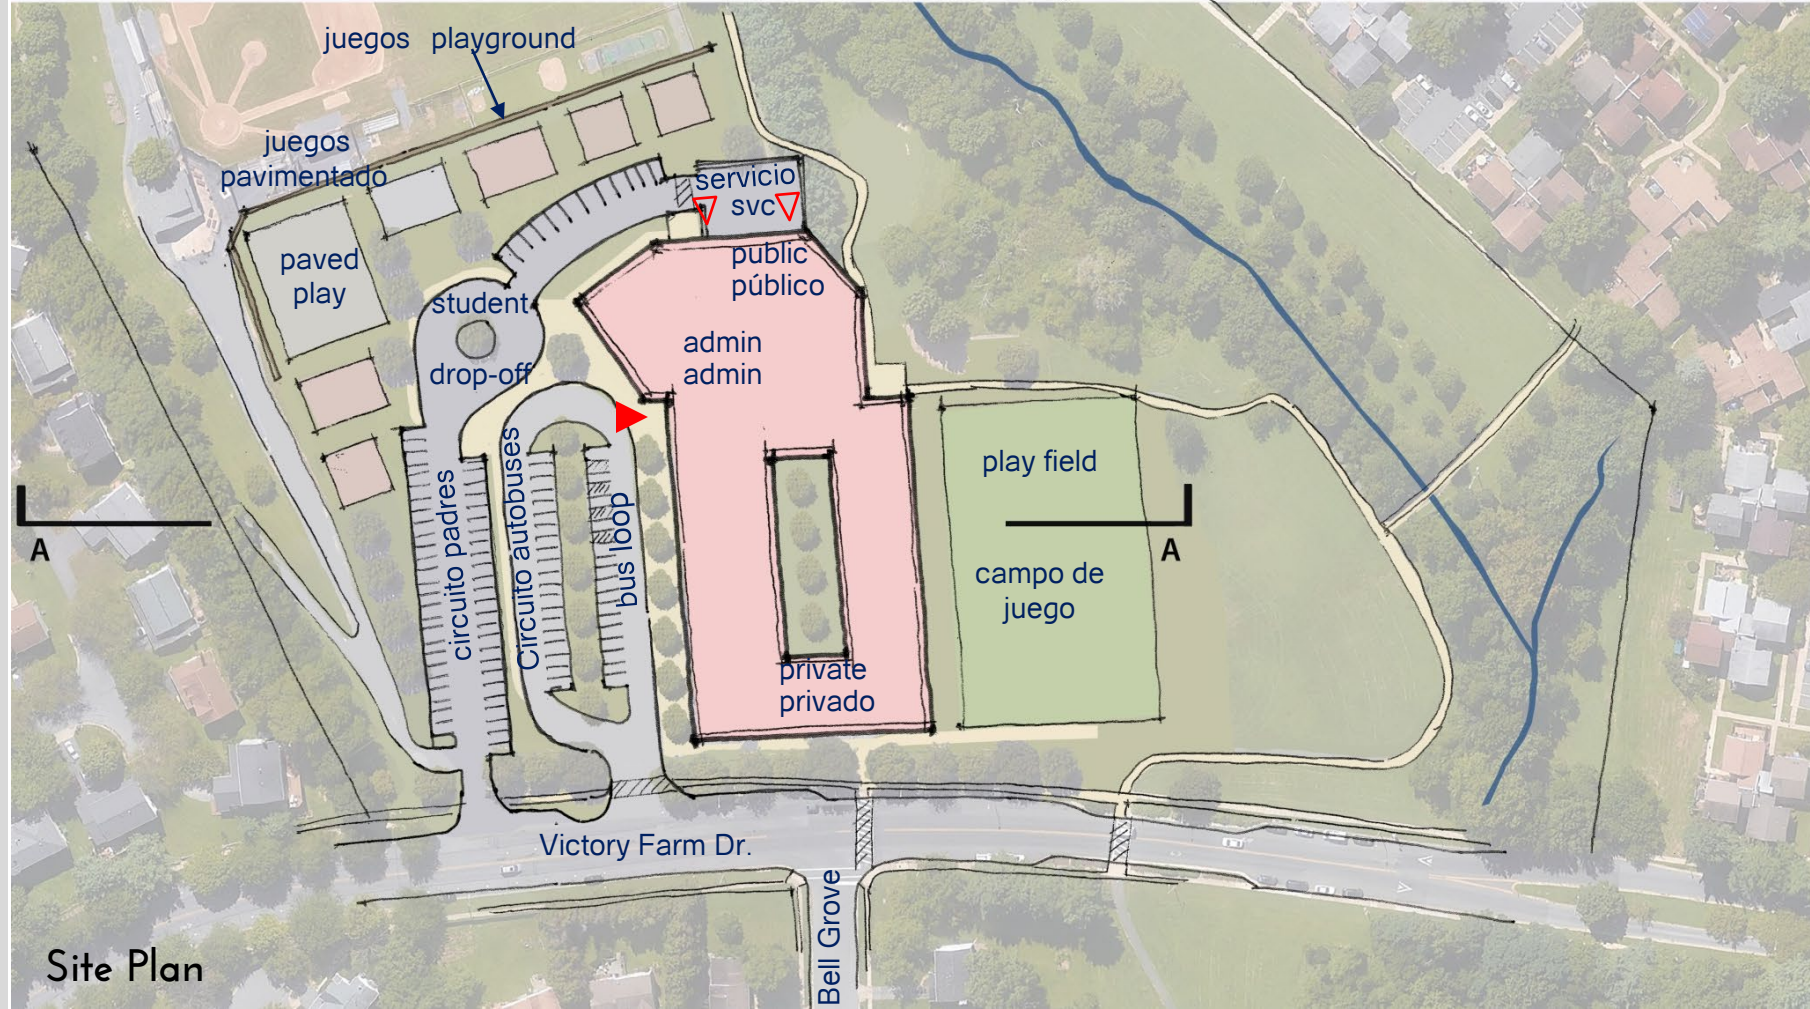 juegos playground
juegos
pavimentado
servicio
svc
paved
play
public
público
student
drop-off
admin
admin
play field
circuito padres
Circuito autobuses
bus loop
A
A
campo de
juego
private
privado
Victory Farm Dr.
Bell Grove
Site Plan